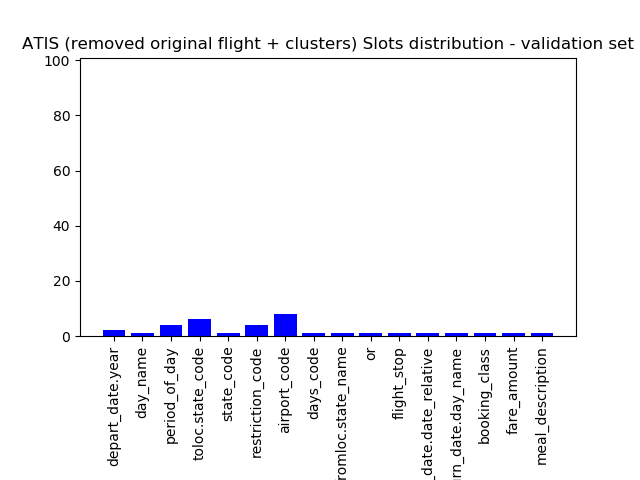 ATIS (removed original flight + clusters) Slots distribution - validation set
100
80
60
40
20
0
depart_date.year
day_name
period_of_day
toloc.state_code
state_code
restriction_code
airport_code
days_code
romloc.state_name
or
flight_stop
_date.date_relative
rn_date.day_name
booking_class
fare_amount
meal_description